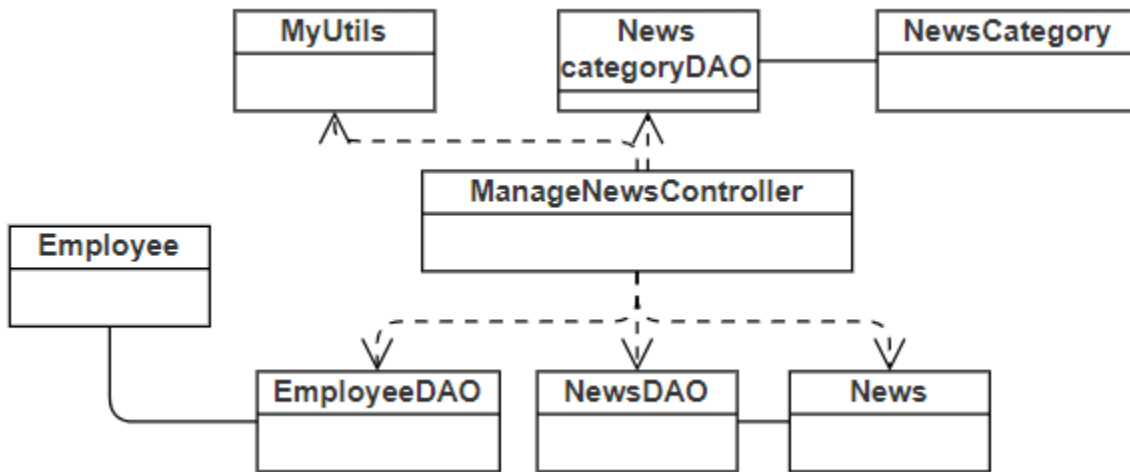 MyUtils
News
categoryDAO
NewsCategory
ManageNewsController
Employee
EmployeeDAO
NewsDAO
News